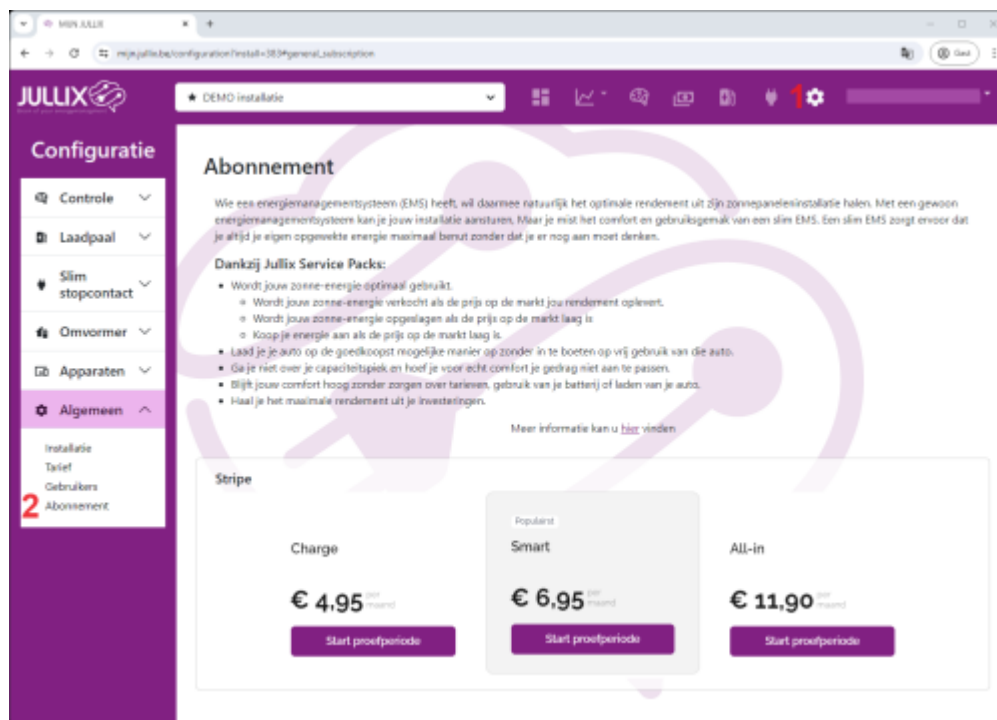 MIJN JULLIX
mijn.jullix.be/configuration?install=383#general_subscription
Gast
JULLIX
★ DEMO installatie
1
Configuratie
Controle
Laadpaal
Slim
stopcontact
Omvormer
Apparaten
Algemeen
Installatie
Tarief
Gebruikers
2 Abonnement
Abonnement
Wie een energiemanagementsysteem (EMS) heeft, wil daarmee natuurlijk het optimale rendement uit zijn zonnepaneleninstallatie halen. Met een gewoon
energiemanagementsysteem kan je jouw installatie aansturen. Maar je mist het comfort en gebruiksgemak van een slim EMS. Een slim EMS zorgt ervoor dat
je altijd je eigen opgewekte energie maximaal benut zonder dat je er nog aan moet denken.
Dankzij Jullix Service Packs:
• Wordt jouw zonne-energie optimaal gebruikt.
Wordt jouw zonne-energie verkocht als de prijs op de markt jou rendement oplevert.
Wordt jouw zonne-energie opgeslagen als de prijs op de markt laag is
Koop je energie aan als de prijs op de markt laag is.
• Laad je je auto op de goedkoopst mogelijke manier op zonder in te boeten op vrij gebruik van die auto.
• Ga je niet over je capaciteitspiek en hoef je voor echt comfort je gedrag niet aan te passen.
• Blijft jouw comfort hoog zonder zorgen over tarieven, gebruik van je batterij of laden van je auto.
• Haal je het maximale rendement uit je investeringen.
Meer informatie kan u hier vinden
Stripe
Charge
€ 4,95 per maand
Start proefperiode
Populairst
Smart
€ 6,95 per maand
Start proefperiode
All-in
€ 11,90 per maand
Start proefperiode